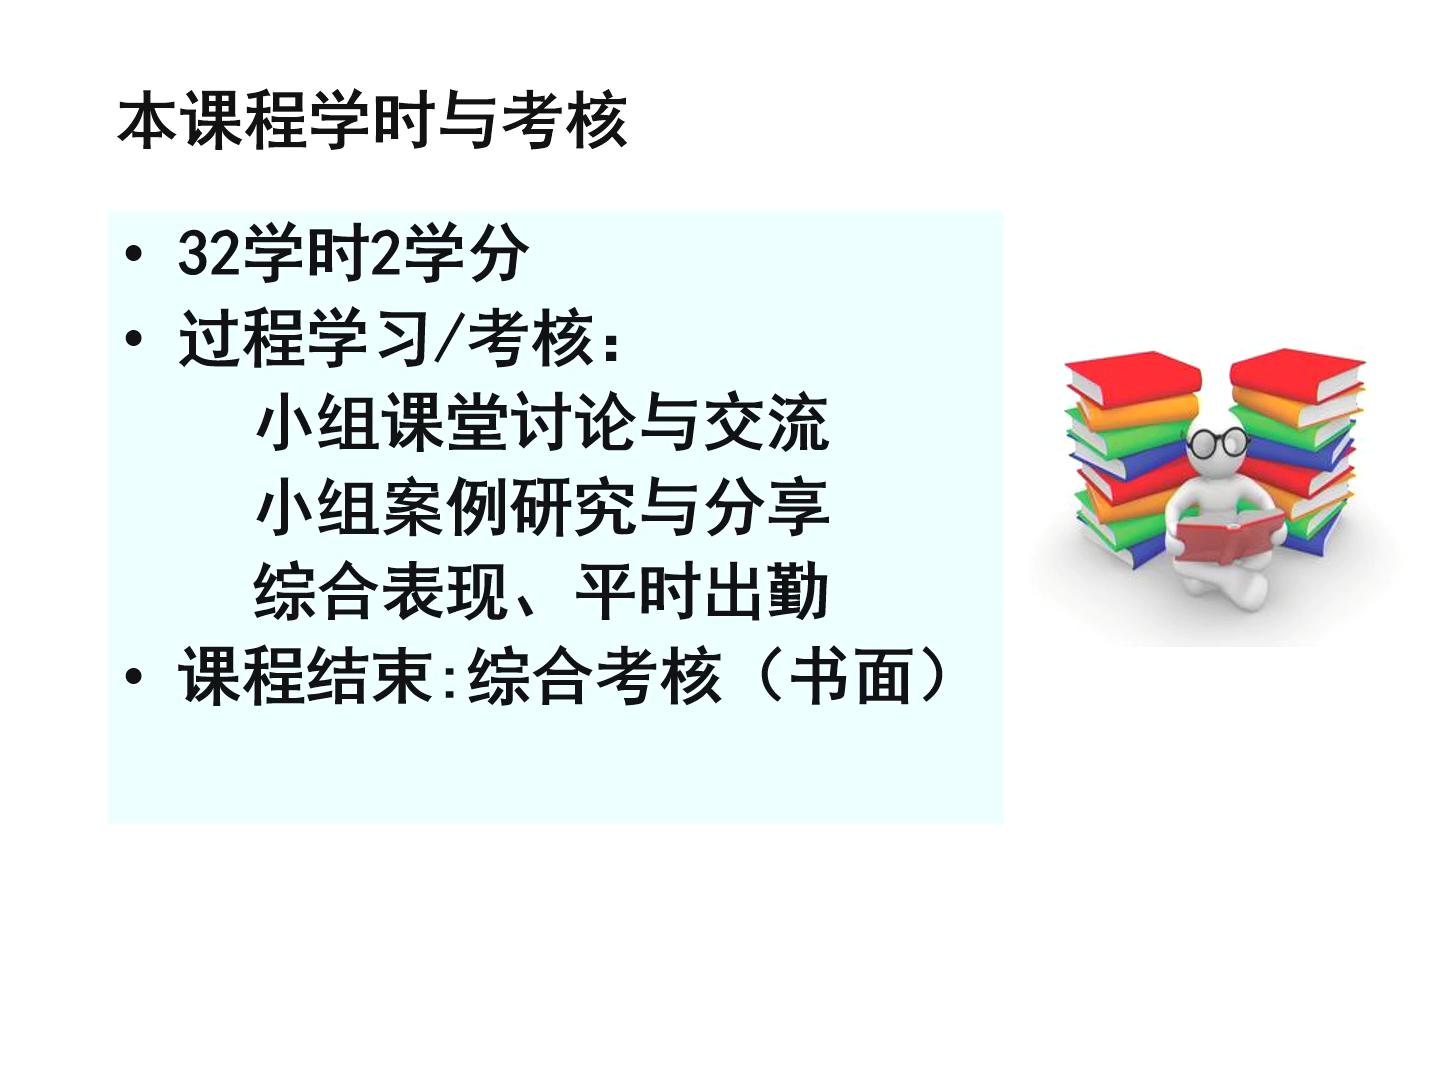 本课程学时与考核
• 32学时2学分
• 过程学习/考核：
小组课堂讨论与交流
小组案例研究与分享
综合表现、平时出勤
• 课程结束:综合考核（书面）